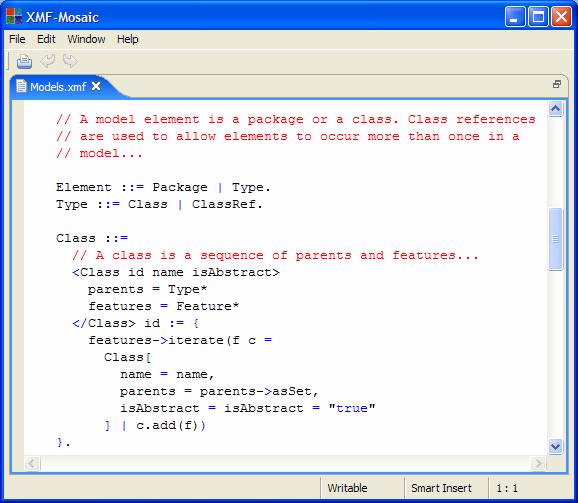 XMF-Mosaic
File Edit Window Help
Models.xmf
// A model element is a package or a class. Class references
// are used to allow elements to occur more than once in a
// model...
Element ::= Package | Type.
Type ::= Class | ClassRef.
Class ::=
// A class is a sequence of parents and features...
<Class id name isAbstract>
parents = Type*
features = Feature*
</Class> id := {
features->iterate(f c =
Class[
name = name,
parents = parents->asSet,
isAbstract = isAbstract = "true"
] | c.add(f))
}.
Writable Smart Insert 1 : 1